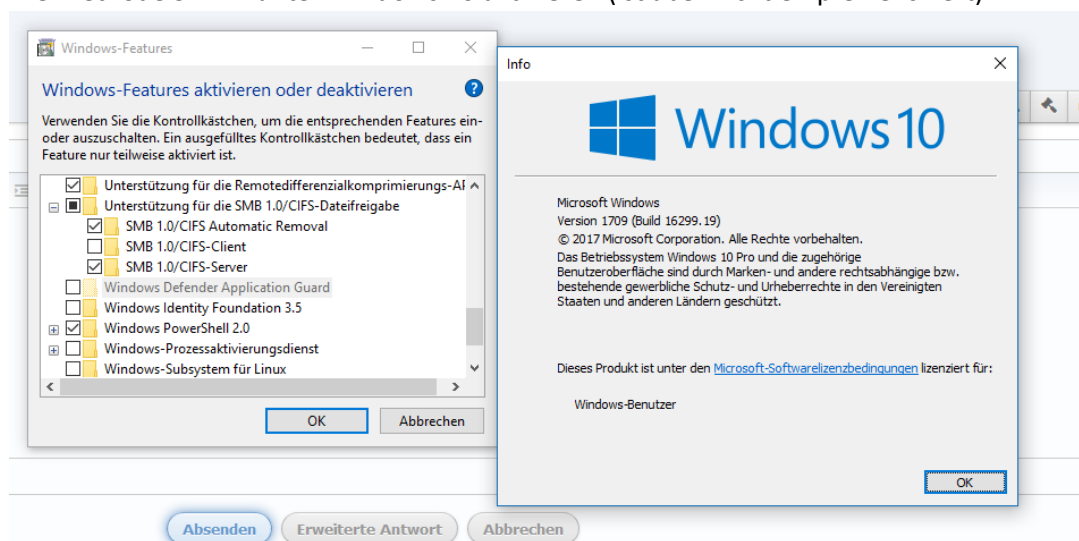 Windows-Features
Windows-Features aktivieren oder deaktivieren
Verwenden Sie die Kontrollkästchen, um die entsprechenden Features ein-
oder auszuschalten. Ein ausgefülltes Kontrollkästchen bedeutet, dass ein
Feature nur teilweise aktiviert ist.
Unterstützung für die Remotedifferenzialkomprimierungs-AP
Unterstützung für die SMB 1.0/CIFS-Dateifreigabe
SMB 1.0/CIFS Automatic Removal
SMB 1.0/CIFS-Client
SMB 1.0/CIFS-Server
Windows Defender Application Guard
Windows Identity Foundation 3.5
Windows PowerShell 2.0
Windows-Prozessaktivierungsdienst
Windows-Subsystem für Linux
OK
Abbrechen
Info
Windows 10
Microsoft Windows
Version 1709 (Build 16299.19)
© 2017 Microsoft Corporation. Alle Rechte vorbehalten.
Das Betriebssystem Windows 10 Pro und die zugehörige
Benutzeroberfläche sind durch Marken- und andere rechtsabhängige bzw.
bestehende gewerbliche Schutz- und Urheberrechte in den Vereinigten
Staaten und anderen Ländern geschützt.
Dieses Produkt ist unter den Microsoft-Softwarelizenzbedingungen lizenziert für:
Windows-Benutzer
OK
Absenden
Erweiterte Antwort
Abbrechen